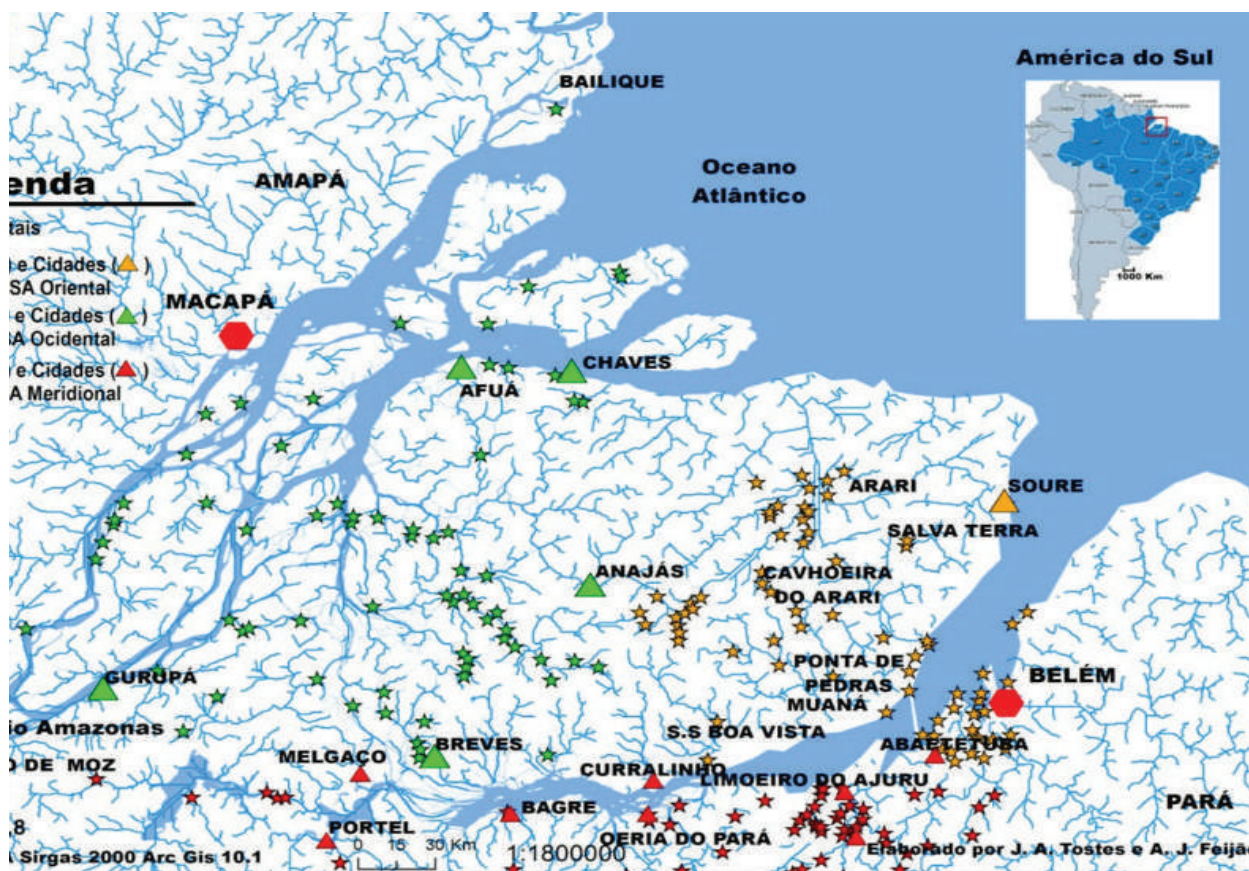 América do Sul
1000 Km
BAILIQUE
Oceano
Atlântico
AMAPÁ
enda
tais
e Cidades ( )
SA Oriental
e Cidades ( )
A Ocidental
e Cidades ( )
A Meridional
MACAPÁ
CHAVES
AFUÁ
ARARI
SOURE
SALVA TERRA
ANAJÁS
CAVHOEIRA
DO ARARI
PONTA DE
PEDRAS
MUANÁ
BELÉM
GURUPÁ
io Amazonas
S.S BOA VISTA
BREVES
MELGAÇO
ABAETETUBA
O DE MOZ
CURRALINHO
LIMOEIRO DO AJURU
BAGRE
PARÁ
PORTEL
OERIA DO PARÁ
0 15 30 Km
1:1800000
8
Sirgas 2000 Arc Gis 10.1
Elaborado por J. A. Tostes e A. J. Feijão